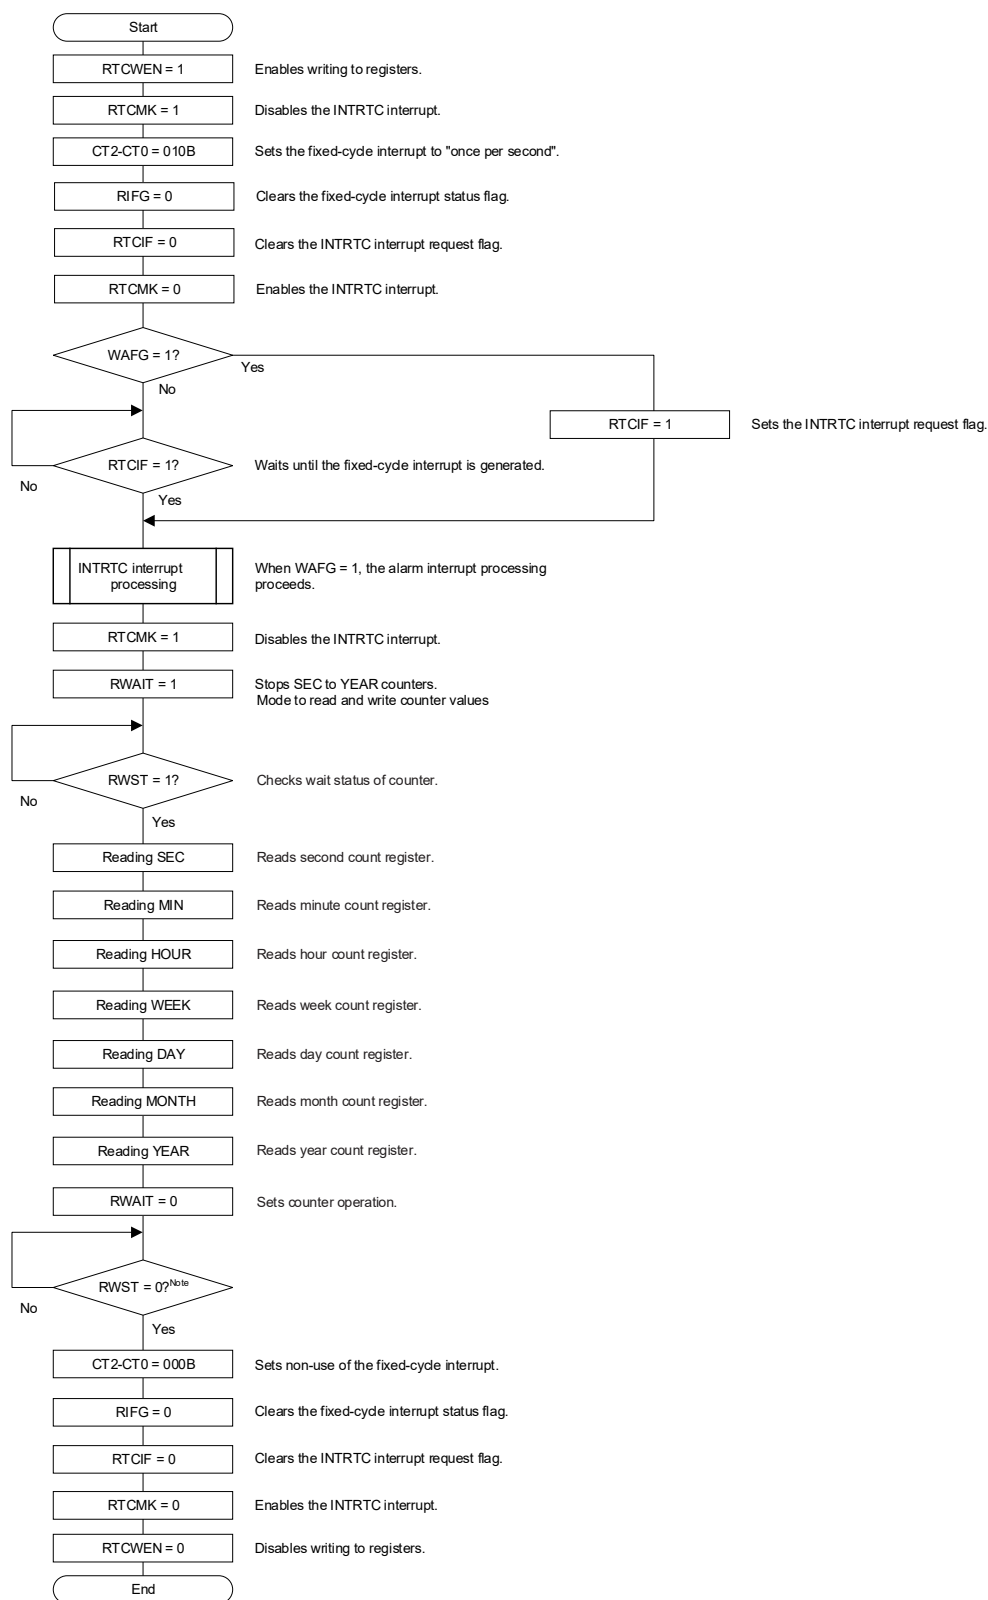 Start
RTCWEN = 1 Enables writing to registers.
RTCMK = 1 Disables the INTRTC interrupt.
CT2-CT0 = 010B Sets the fixed-cycle interrupt to "once per second".
RIFG = 0 Clears the fixed-cycle interrupt status flag.
RTCIF = 0 Clears the INTRTC interrupt request flag.
RTCMK = 0 Enables the INTRTC interrupt.
WAFG = 1?
Yes
No
RTCIF = 1 Sets the INTRTC interrupt request flag.
RTCIF = 1? Waits until the fixed-cycle interrupt is generated.
No
Yes
INTRTC interrupt
processing
When WAFG = 1, the alarm interrupt processing
proceeds.
RTCMK = 1 Disables the INTRTC interrupt.
RWAIT = 1 Stops SEC to YEAR counters.
Mode to read and write counter values
RWST = 1? Checks wait status of counter.
No
Yes
Reading SEC Reads second count register.
Reading MIN Reads minute count register.
Reading HOUR Reads hour count register.
Reading WEEK Reads week count register.
Reading DAY Reads day count register.
Reading MONTH Reads month count register.
Reading YEAR Reads year count register.
RWAIT = 0 Sets counter operation.
RWST = 0?Note
No
Yes
CT2-CT0 = 000B Sets non-use of the fixed-cycle interrupt.
RIFG = 0 Clears the fixed-cycle interrupt status flag.
RTCIF = 0 Clears the INTRTC interrupt request flag.
RTCMK = 0 Enables the INTRTC interrupt.
RTCWEN = 0 Disables writing to registers.
End